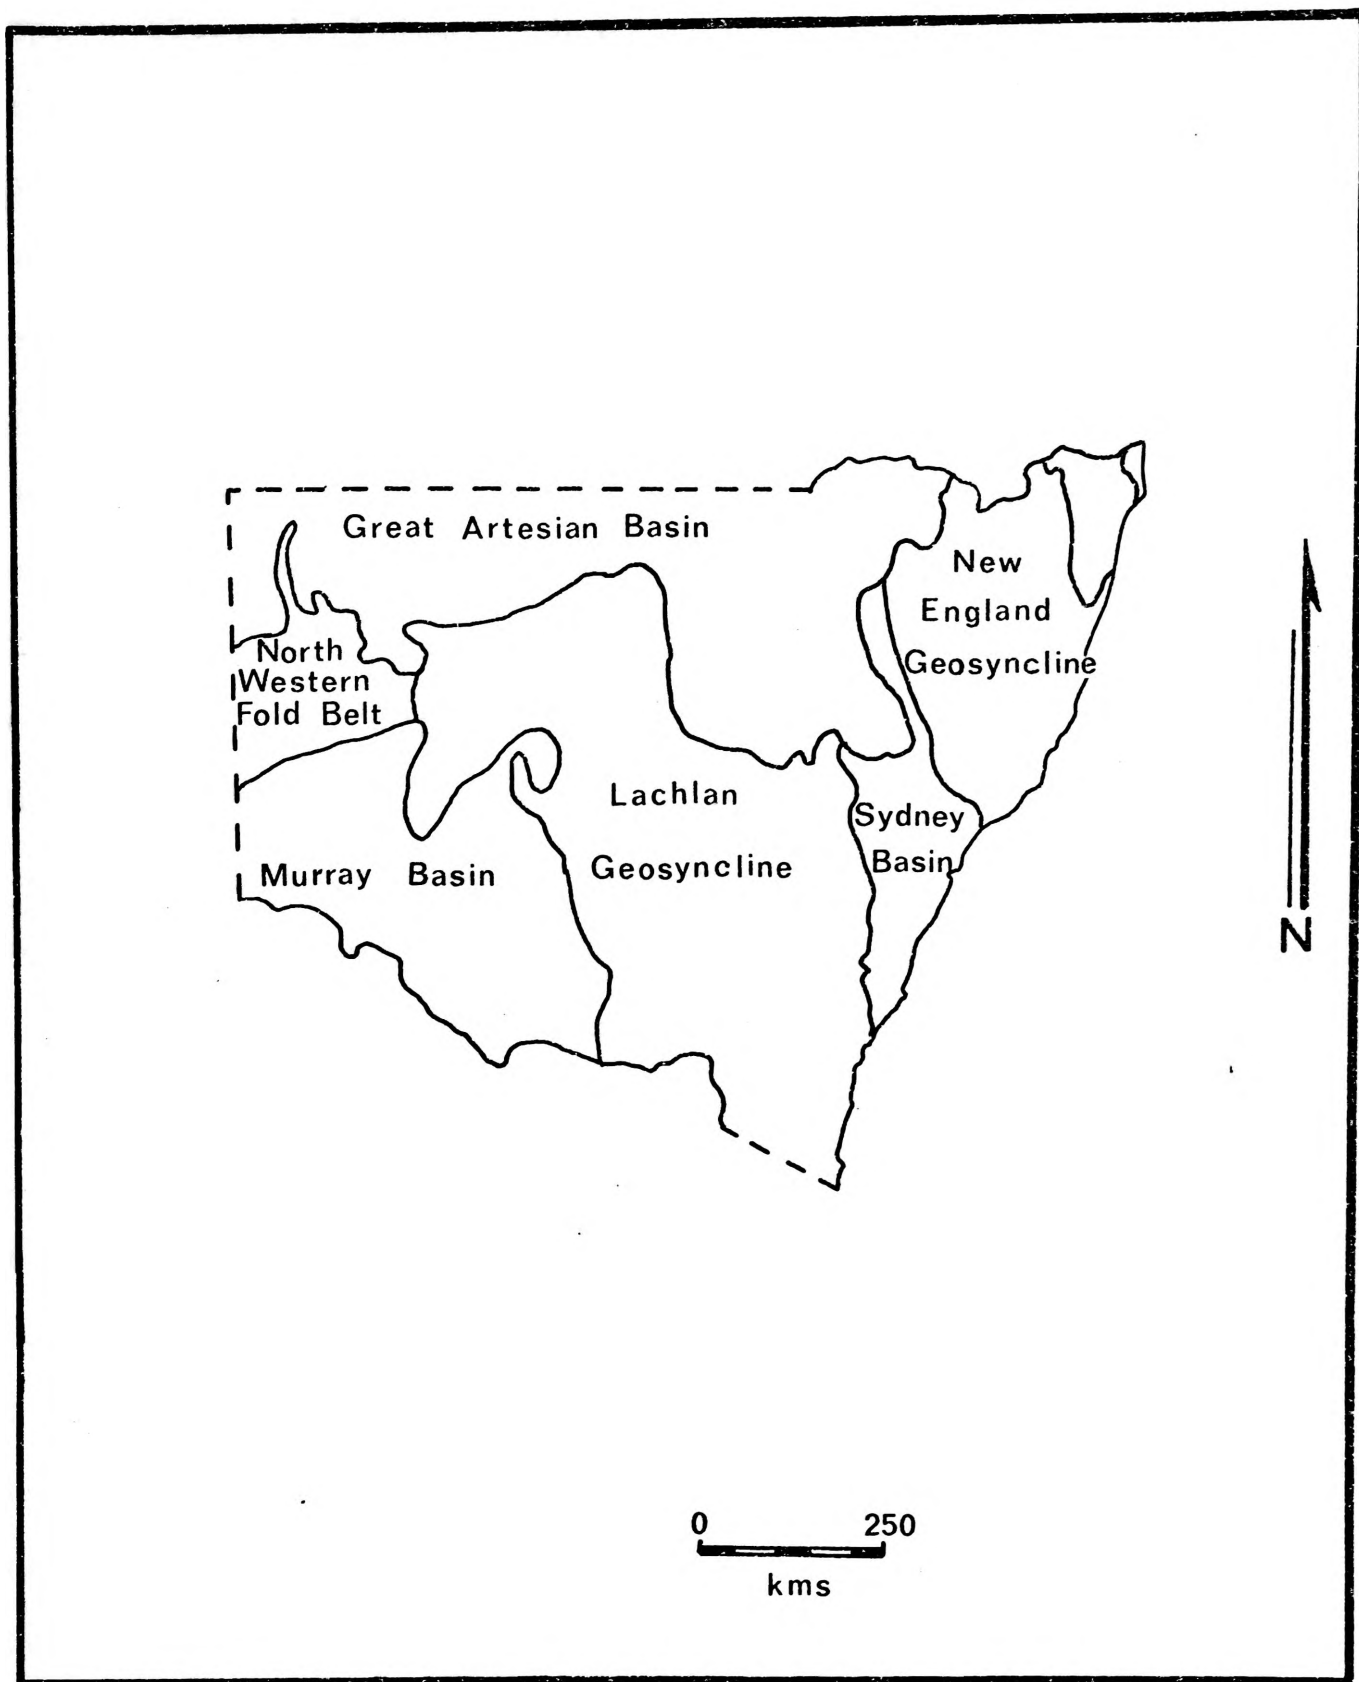 Great Artesian Basin
New
England
Geosyncline
North
Western
Fold Belt
Lachlan
Geosyncline
Sydney
Basin
Murray Basin
N
0 250
kms